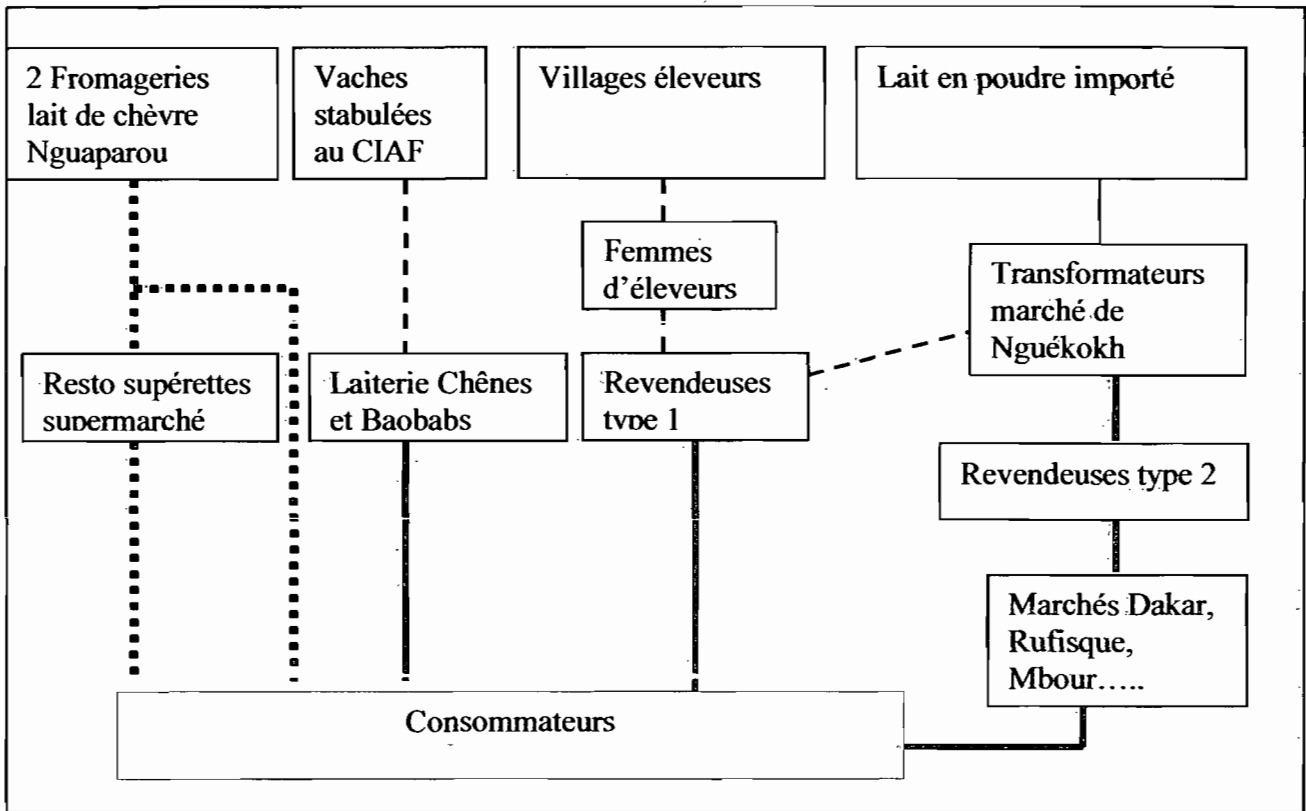 2 Fromageries
lait de chèvre
Nguaparou
Vaches
stabulées
au CIAF
Villages éleveurs
Lait en poudre importé
Femmes
d'éleveurs
Transformateurs
marché de
Nguékokh
Resto supérettes
supermarché
Laiterie Chênes
et Baobabs
Revendeuses
type 1
Revendeuses type 2
Marchés Dakar,
Rufisque,
Mbour.....
Consommateurs